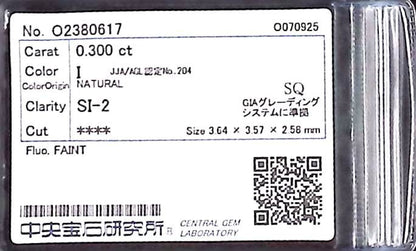 No. O2380617 O070925
Carat 0.300 ct
Color I JJA/AGL認定No.204
ColorOrigin NATURAL
SQ
Clarity SI-2 GIAグレーディング
システムに準拠
Cut **** Size 3.64 × 3.57 × 2.58 mm
Fluo. FAINT
中央宝石研究所® CENTRAL GEM
LABORATORY